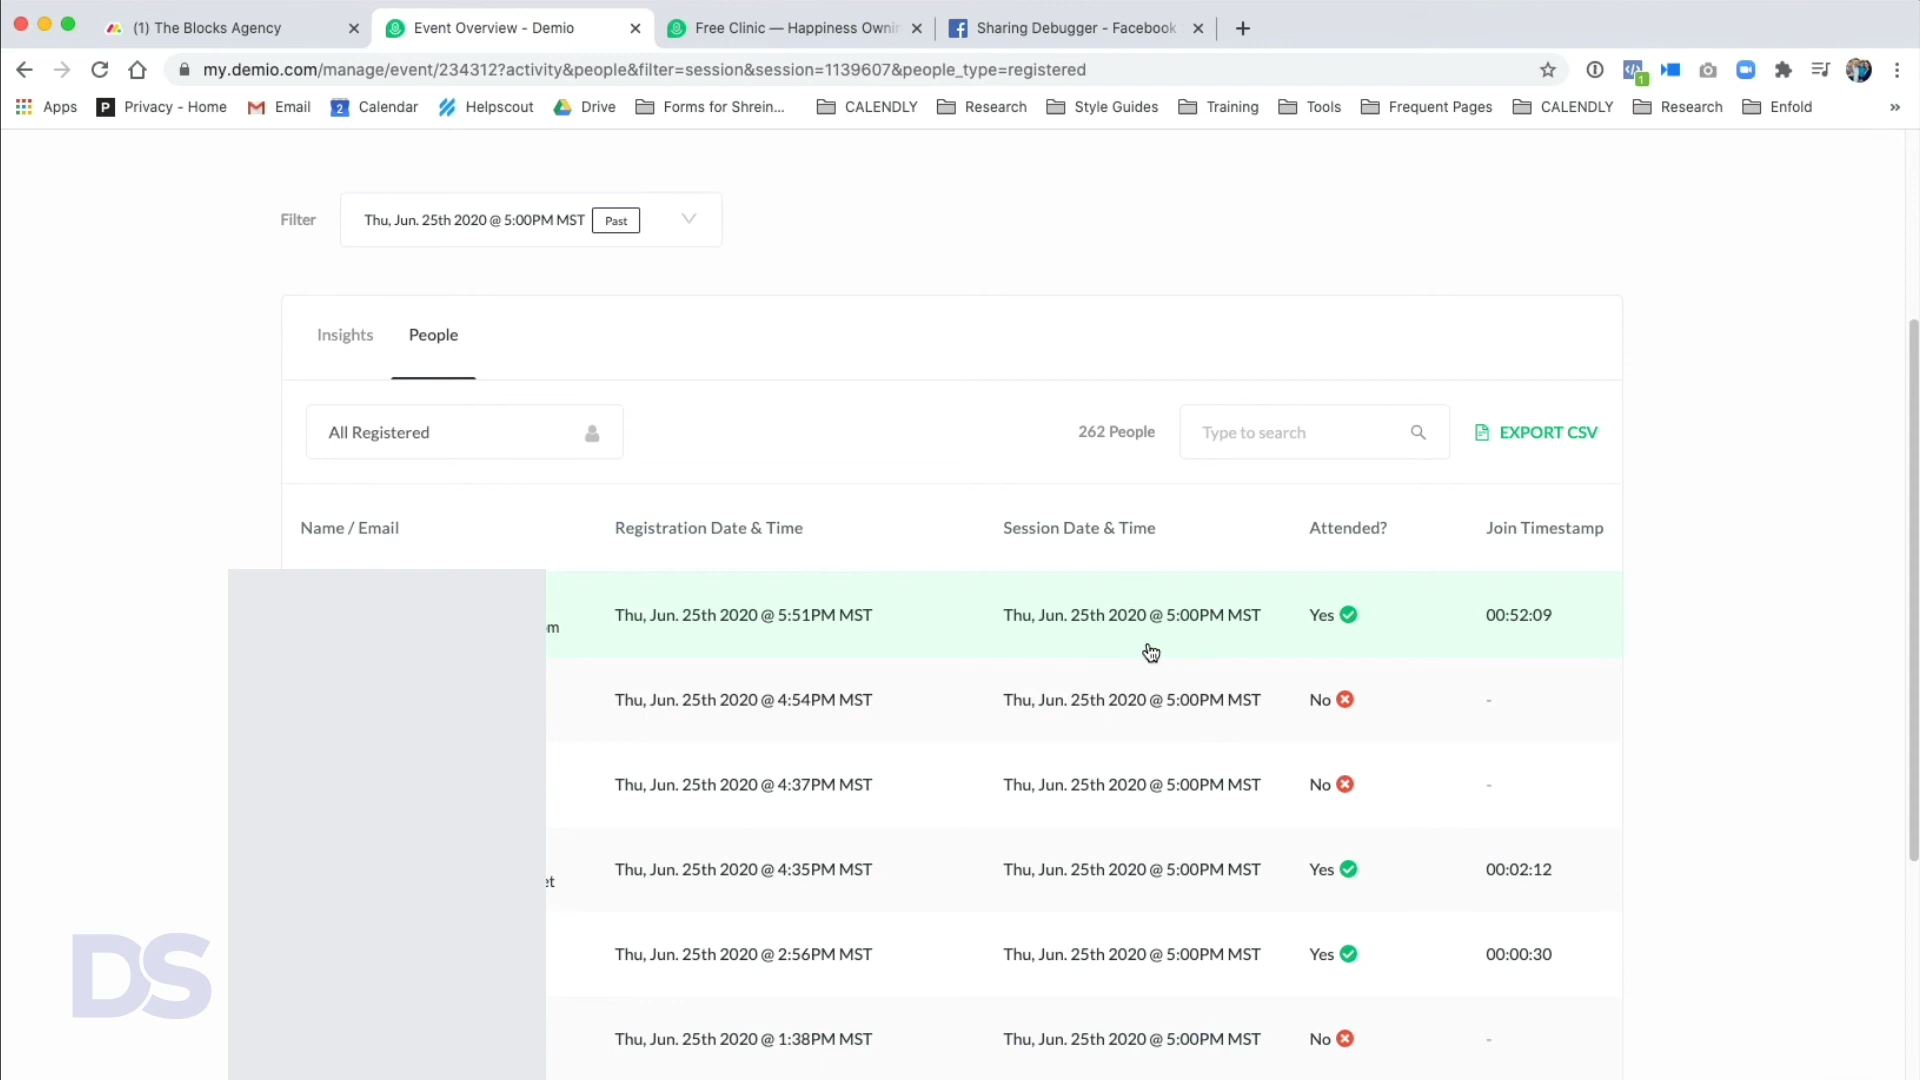 (1) The Blocks Agency
Event Overview - Demio
Free Clinic — Happiness Ownin
Sharing Debugger - Facebook
my.demio.com/manage/event/234312?activity&people&filter=session&session=1139607&people_type=registered
1
Apps
P Privacy - Home
Email
2 Calendar
Helpscout
Drive
Forms for Shrein...
CALENDLY
Research
Style Guides
Training
Tools
Frequent Pages
CALENDLY
Research
Enfold
»
Filter
Thu, Jun. 25th 2020 @ 5:00PM MST Past
Insights People
All Registered
262 People
Type to search
EXPORT CSV
Name / Email Registration Date & Time Session Date & Time Attended? Join Timestamp
Thu, Jun. 25th 2020 @ 5:51PM MST Thu, Jun. 25th 2020 @ 5:00PM MST Yes 00:52:09
om
Thu, Jun. 25th 2020 @ 4:54PM MST Thu, Jun. 25th 2020 @ 5:00PM MST No -
Thu, Jun. 25th 2020 @ 4:37PM MST Thu, Jun. 25th 2020 @ 5:00PM MST No -
Thu, Jun. 25th 2020 @ 4:35PM MST Thu, Jun. 25th 2020 @ 5:00PM MST Yes 00:02:12
et
Thu, Jun. 25th 2020 @ 2:56PM MST Thu, Jun. 25th 2020 @ 5:00PM MST Yes 00:00:30
DS
Thu, Jun. 25th 2020 @ 1:38PM MST Thu, Jun. 25th 2020 @ 5:00PM MST No -